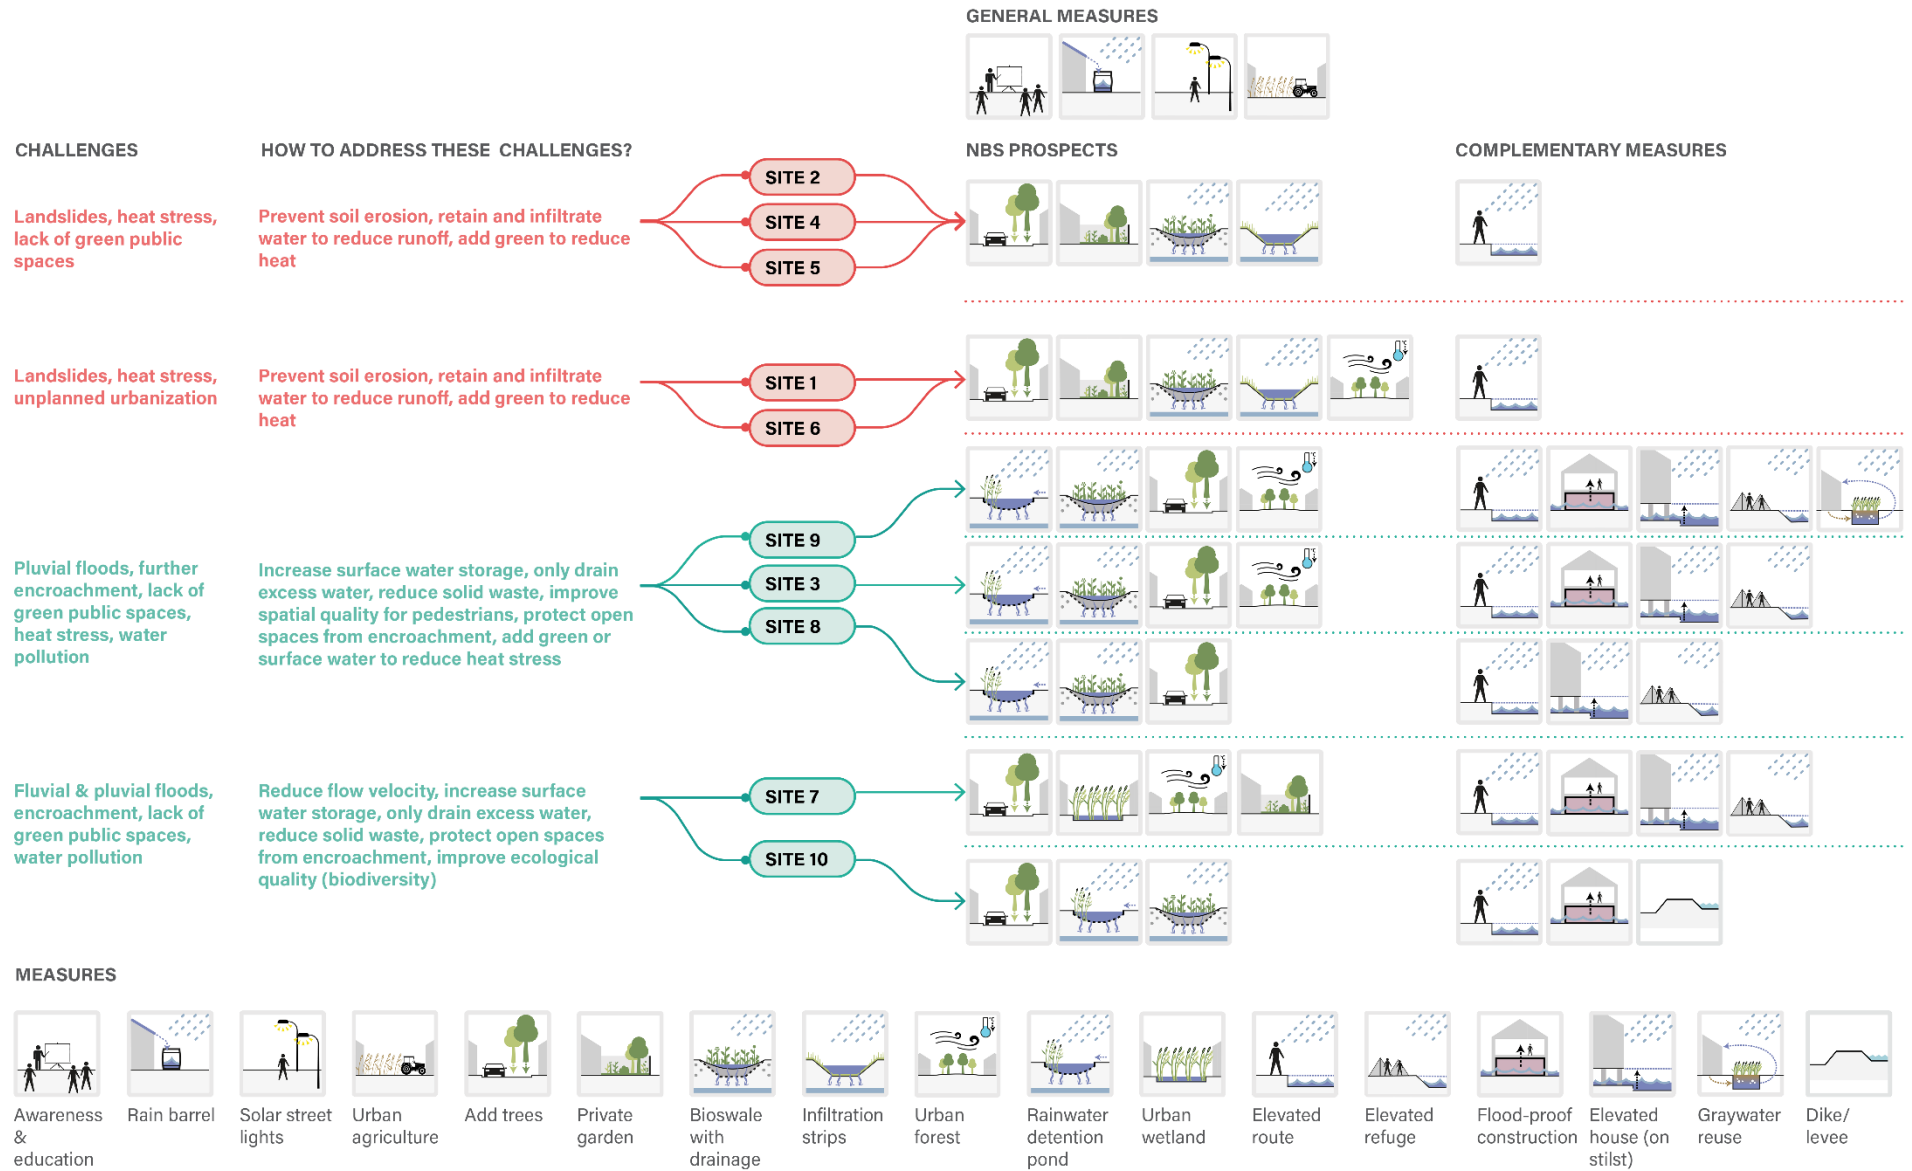 GENERAL MEASURES
CHALLENGES
HOW TO ADDRESS THESE CHALLENGES?
NBS PROSPECTS
COMPLEMENTARY MEASURES
Landslides, heat stress,
lack of green public
spaces
Prevent soil erosion, retain and infiltrate
water to reduce runoff, add green to reduce
heat
SITE 2
SITE 4
SITE 5
Landslides, heat stress,
unplanned urbanization
Prevent soil erosion, retain and infiltrate
water to reduce runoff, add green to reduce
heat
SITE 1
SITE 6
°C
Pluvial floods, further
encroachment, lack of
green public spaces,
heat stress, water
pollution
Increase surface water storage, only drain
excess water, reduce solid waste, improve
spatial quality for pedestrians, protect open
spaces from encroachment, add green or
surface water to reduce heat stress
SITE 9
SITE 3
SITE 8
°C
°C
Fluvial & pluvial floods,
encroachment, lack of
green public spaces,
water pollution
Reduce flow velocity, increase surface
water storage, only drain excess water,
reduce solid waste, protect open spaces
from encroachment, improve ecological
quality (biodiversity)
SITE 7
SITE 10
°C
MEASURES
°C
Awareness
&
education
Rain barrel
Solar street
lights
Urban
agriculture
Add trees
Private
garden
Bioswale
with
drainage
Infiltration
strips
Urban
forest
Rainwater
detention
pond
Urban
wetland
Elevated
route
Elevated
refuge
Flood-proof
construction
Elevated
house (on
stilst)
Graywater
reuse
Dike/
levee